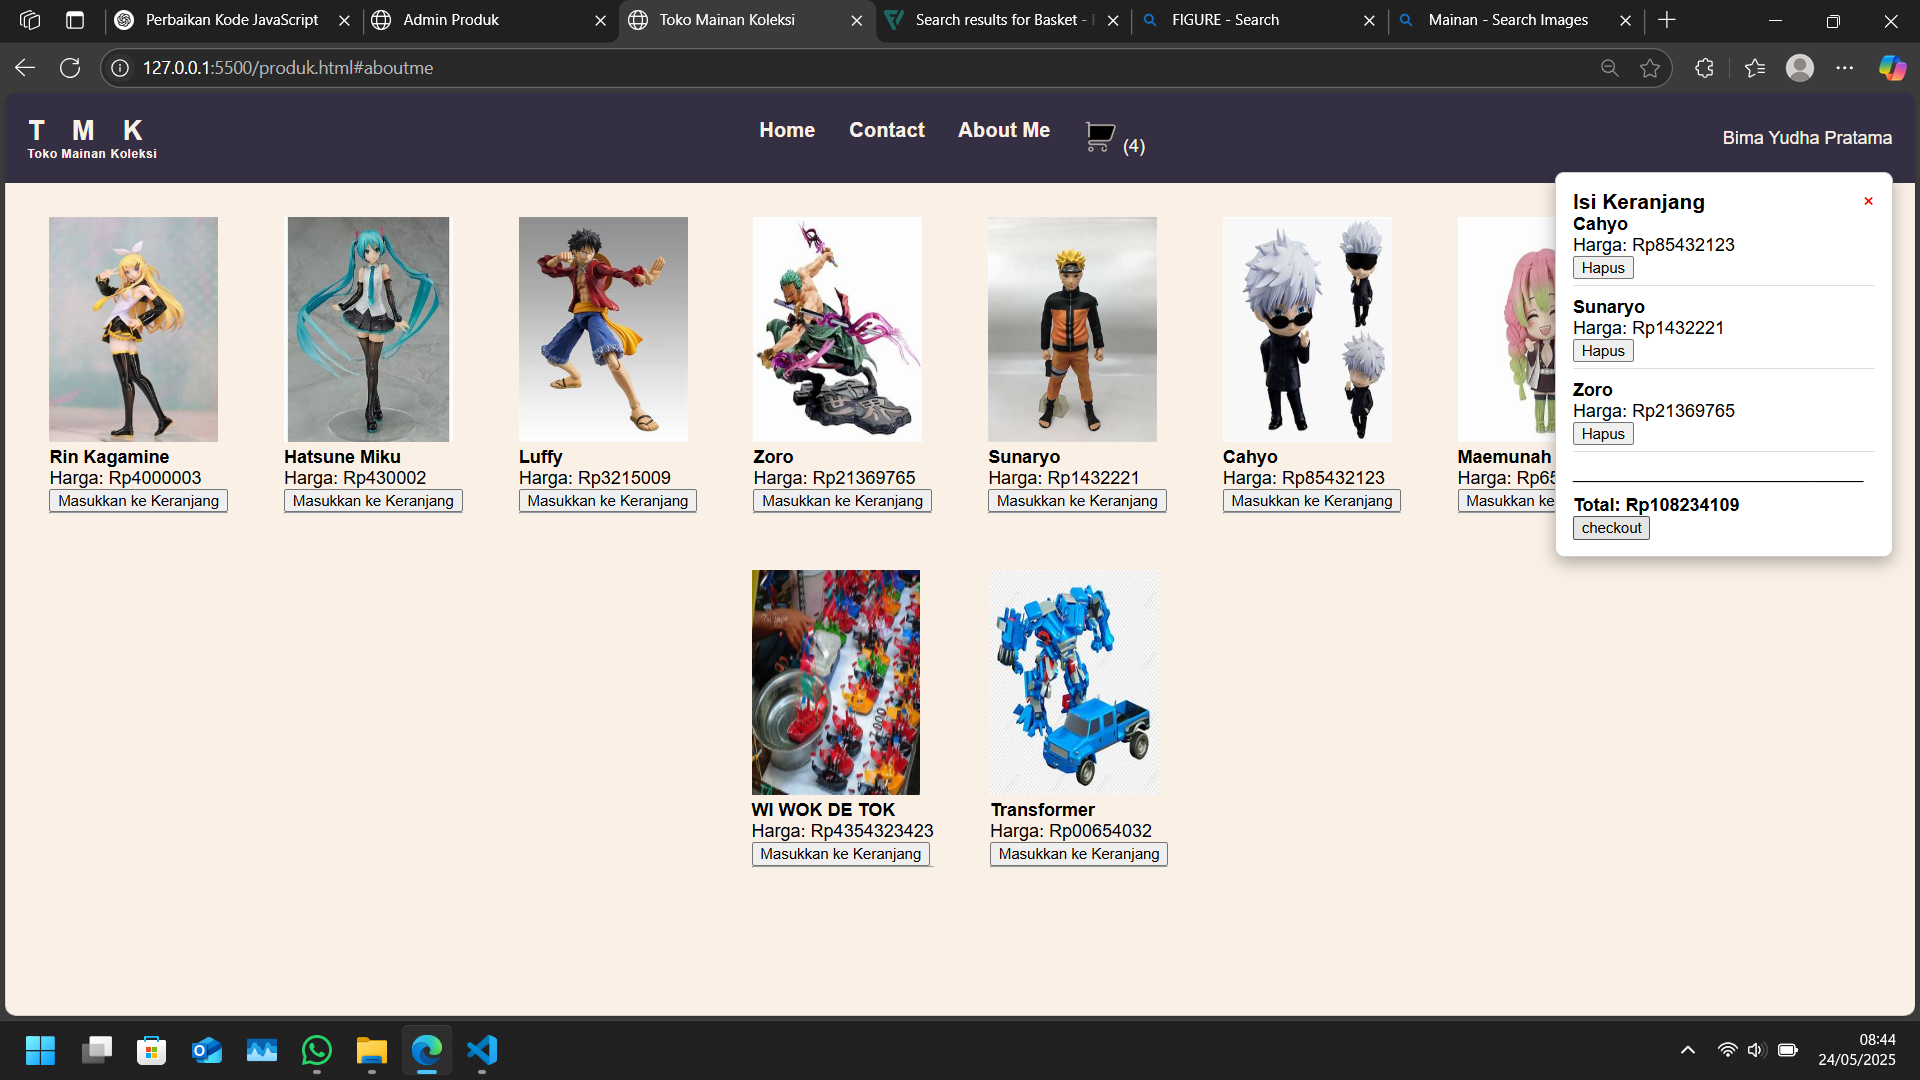 Perbaikan Kode JavaScript
Admin Produk
Toko Mainan Koleksi
Search results for Basket -
FIGURE - Search
Mainan - Search Images
127.0.0.1:5500/produk.html#aboutme
T M K
Toko Mainan Koleksi
Home
Contact
About Me
(4)
Bima Yudha Pratama
Rin Kagamine
Harga: Rp4000003
Masukkan ke Keranjang
Hatsune Miku
Harga: Rp430002
Masukkan ke Keranjang
Luffy
Harga: Rp3215009
Masukkan ke Keranjang
Zoro
Harga: Rp21369765
Masukkan ke Keranjang
Sunaryo
Harga: Rp1432221
Masukkan ke Keranjang
Cahyo
Harga: Rp85432123
Masukkan ke Keranjang
Maemunah
Harga: Rp65
Masukkan ke
Isi Keranjang
×
Cahyo
Harga: Rp85432123
Hapus
Sunaryo
Harga: Rp1432221
Hapus
Zoro
Harga: Rp21369765
Hapus
Total: Rp108234109
checkout
WI WOK DE TOK
Harga: Rp4354323423
Masukkan ke Keranjang
Transformer
Harga: Rp00654032
Masukkan ke Keranjang
08:44
24/05/2025